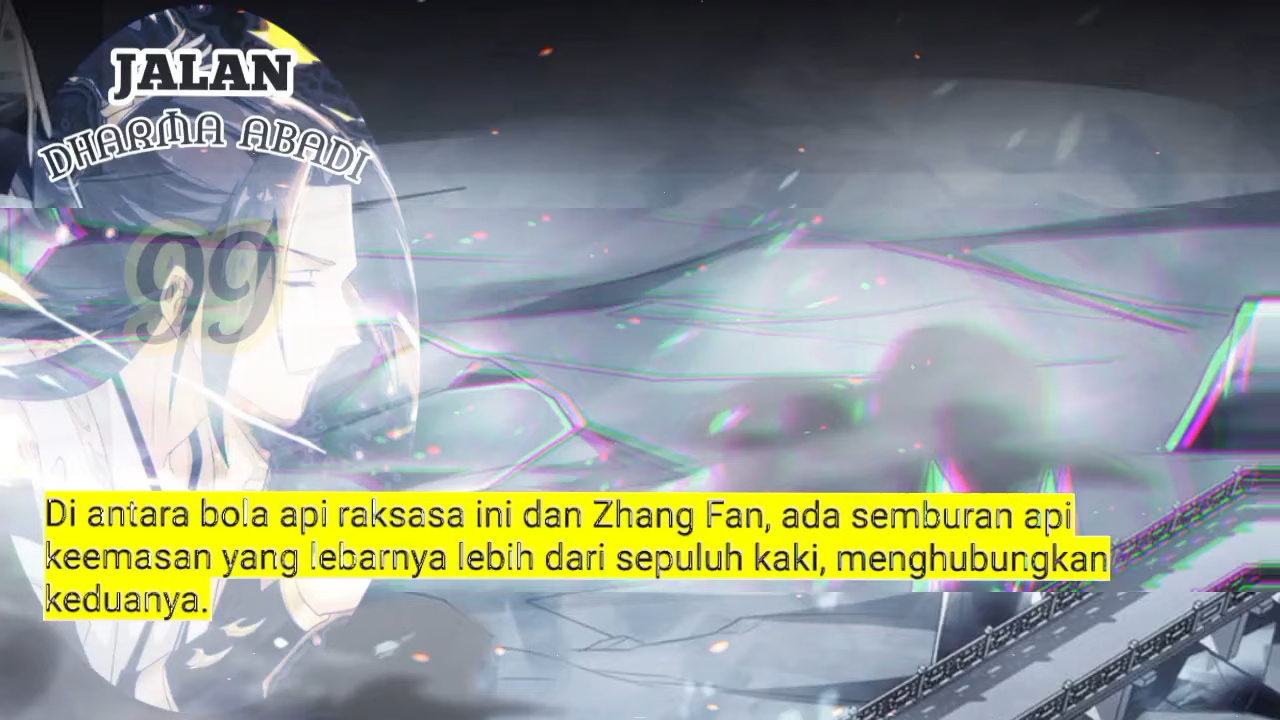 JALAN
DHARMA ABADI
99
Di antara bola api raksasa ini dan Zhang Fan, ada semburan api
keemasan yang lebarnya lebih dari sepuluh kaki, menghubungkan
keduanya.